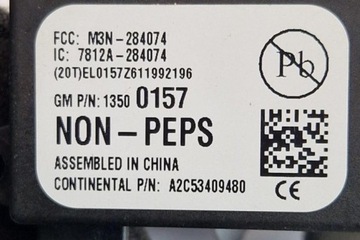 FCC: M3N-284074
IC: 7812A-284074
(20T)EL0157Z611992196
Pb
GM P/N: 1350 0157
NON-PEPS
ASSEMBLED IN CHINA
CONTINENTAL P/N: A2C53409480
CE